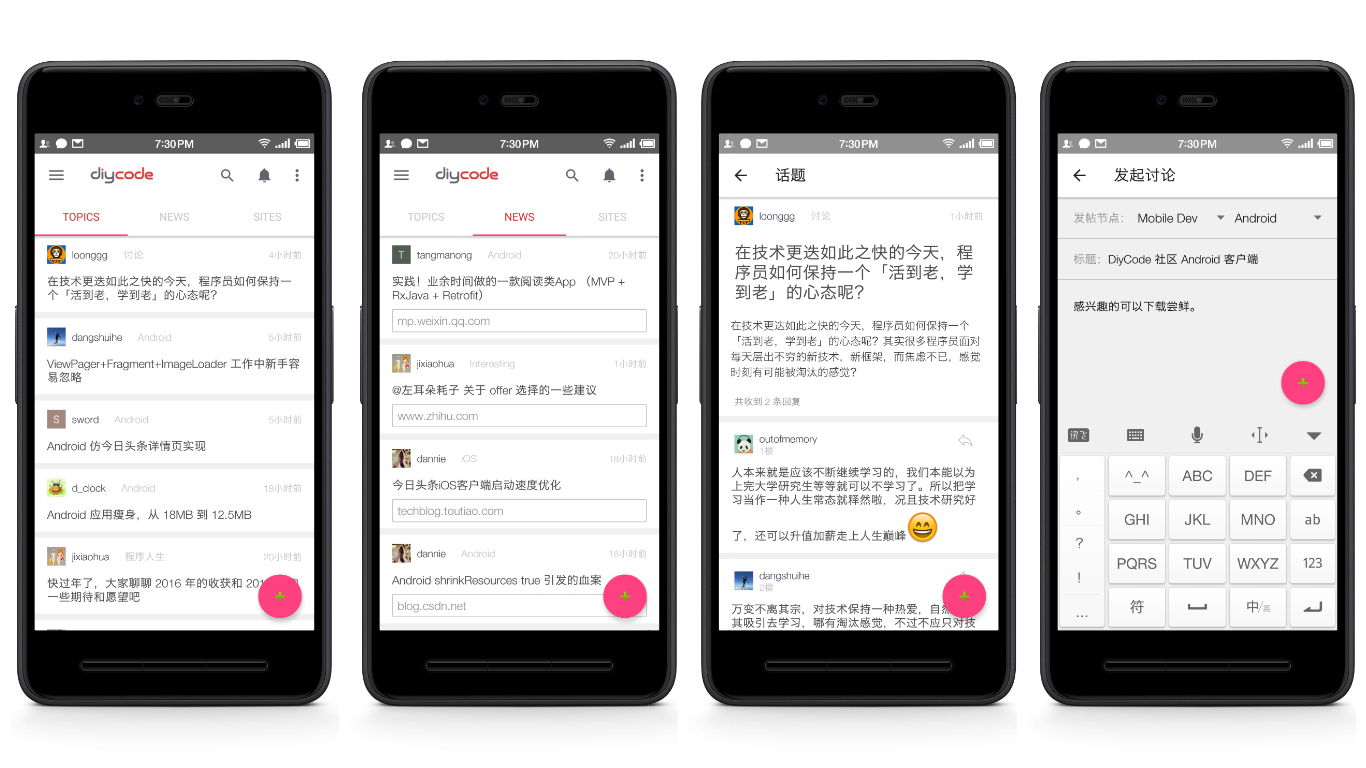 7:30 PM
diycode
TOPICS NEWS SITES
loonggg 讨论 4小时前
在技术更迭如此之快的今天，程序员如何保持一
个「活到老，学到老」的心态呢？
dangshuihe Android 5小时前
ViewPager+Fragment+ImageLoader 工作中新手容
易忽略
S sword Android 5小时前
Android 仿今日头条详情页实现
d_clock Android 18小时前
Android 应用瘦身，从 18MB 到 12.5MB
jixiaohua 程序人生 20小时前
快过年了，大家聊聊 2016 年的收获和 201
一些期待和愿望吧
7:30 PM
diycode
TOPICS NEWS SITES
T tangmanong Android 20小时前
实践！业余时间做的一款阅读类App （MVP +
RxJava + Retrofit）
mp.weixin.qq.com
jixiaohua Interesting 1小时前
@左耳朵耗子 关于 offer 选择的一些建议
www.zhihu.com
dannie iOS 18小时前
今日头条iOS客户端启动速度优化
techblog.toutiao.com
dannie Android 18小时前
Android shrinkResources true 引发的血案
blog.csdn.net
7:30 PM
话题
loonggg 讨论 1小时前
在技术更迭如此之快的今天，程
序员如何保持一个「活到老，学
到老」的心态呢？
在技术更迭如此之快的今天，程序员如何保持一个
「活到老，学到老」的心态呢？其实很多程序员面对
每天层出不穷的新技术，新框架，而焦虑不已，感觉
时刻有可能被淘汰的感觉？
共收到 2 条回复
outofmemory
1楼
人本来就是应该不断继续学习的，我们本能以为
上完大学研究生等等就可以不学习了。所以把学
习当作一种人生常态就释然啦，况且技术研究好
了，还可以升值加薪走上人生巅峰
dangshuihe
2楼
万变不离其宗，对技术保持一种热爱，自然
其吸引去学习，哪有淘汰感觉，不过不应只对技
7:30 PM
发起讨论
发帖节点： Mobile Dev Android
标题： DiyCode 社区 Android 客户端
感兴趣的可以下载尝鲜。
讯飞
， ^_^ ABC DEF
。 GHI JKL MNO ab
？ PQRS TUV WXYZ 123
！
… 符 中/英